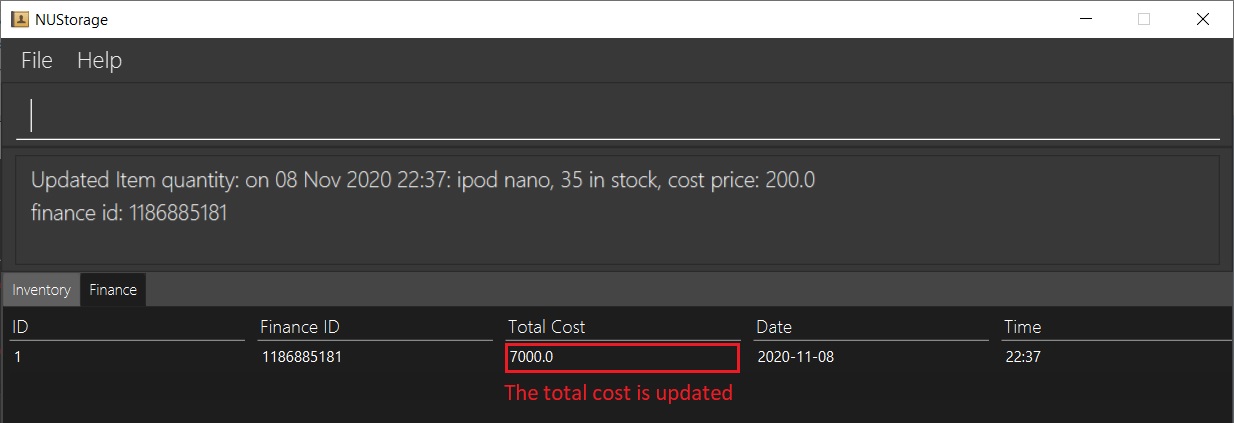 NUStorage
File Help
Updated Item quantity: on 08 Nov 2020 22:37: ipod nano, 35 in stock, cost price: 200.0
finance id: 1186885181
Inventory Finance
ID Finance ID Total Cost Date Time
1 1186885181 7000.0 2020-11-08 22:37
The total cost is updated